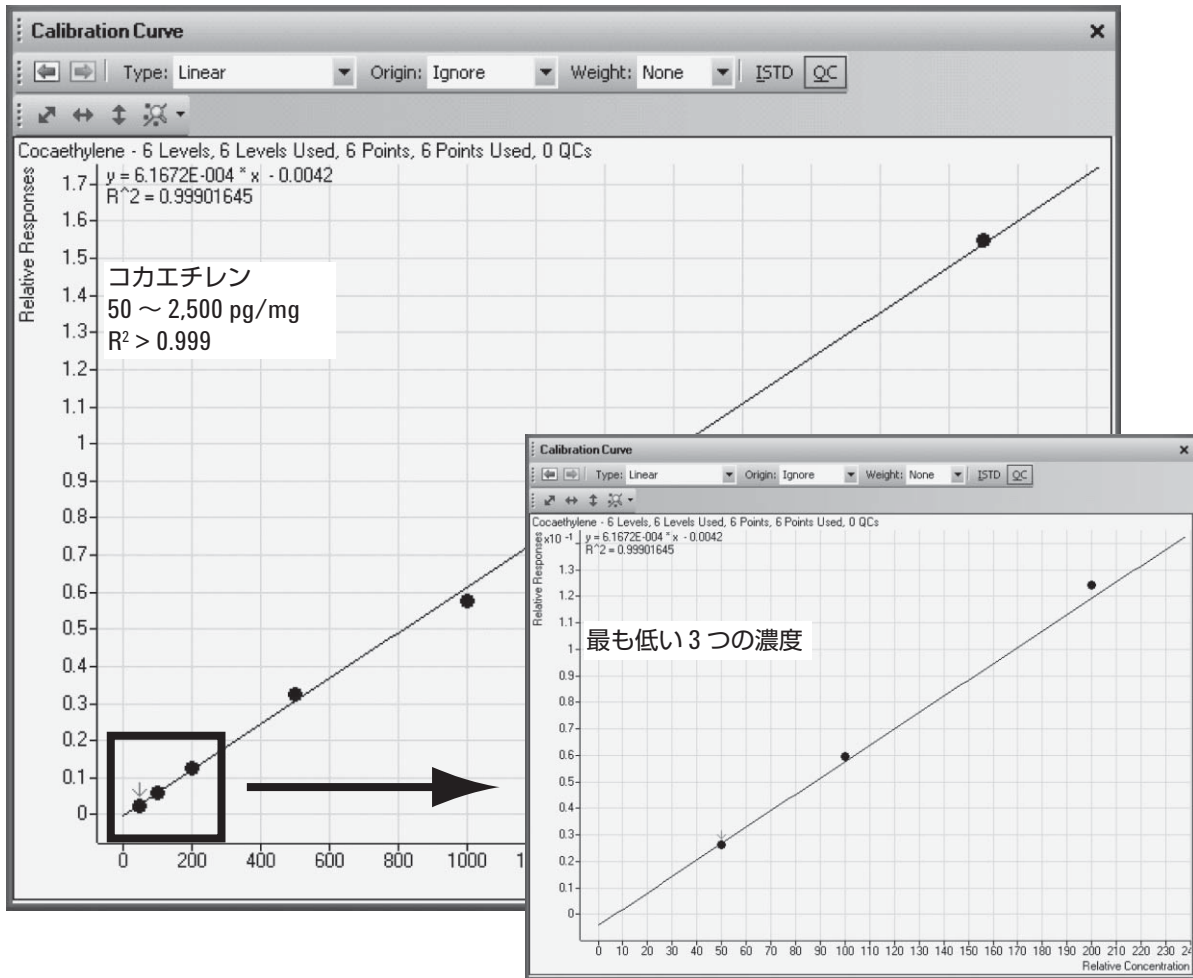 Calibration Curve
Type: Linear Origin: Ignore Weight: None ISTD QC
Cocaethylene - 6 Levels, 6 Levels Used, 6 Points, 6 Points Used, 0 QCs
y = 6.1672E-004 * x - 0.0042
R^2 = 0.99901645
Relative Responses
コカエチレン
50 ～ 2,500 pg/mg
R² > 0.999
1.7
1.6
1.5
1.4
1.3
1.2
1.1
1
0.9
0.8
0.7
0.6
0.5
0.4
0.3
0.2
0.1
0
0 200 400 600 800 1000 1
Calibration Curve
Type: Linear Origin: Ignore Weight: None ISTD QC
Cocaethylene - 6 Levels, 6 Levels Used, 6 Points, 6 Points Used, 0 QCs
x10 -1
y = 6.1672E-004 * x - 0.0042
R^2 = 0.99901645
Relative Responses
最も低い 3 つの濃度
1.3
1.2
1.1
1
0.9
0.8
0.7
0.6
0.5
0.4
0.3
0.2
0.1
0
0 10 20 30 40 50 60 70 80 90 100 110 120 130 140 150 160 170 180 190 200 210 220 230 24
Relative Concentration